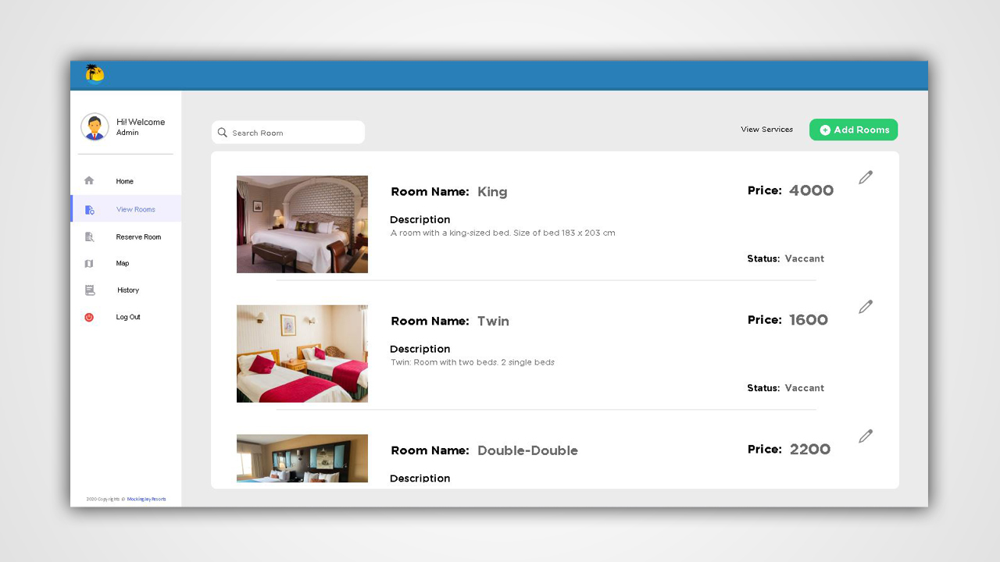 Hi! Welcome
Admin
Home
View Rooms
Reserve Room
Map
History
Log Out
2020 Copyrights © MockingJayResorts
Search Room
View Services
Add Rooms
Room Name: King
Price: 4000
Description
A room with a king-sized bed. Size of bed 183 x 203 cm
Status: Vaccant
Room Name: Twin
Price: 1600
Description
Twin: Room with two beds. 2 single beds
Status: Vaccant
Room Name: Double-Double
Price: 2200
Description